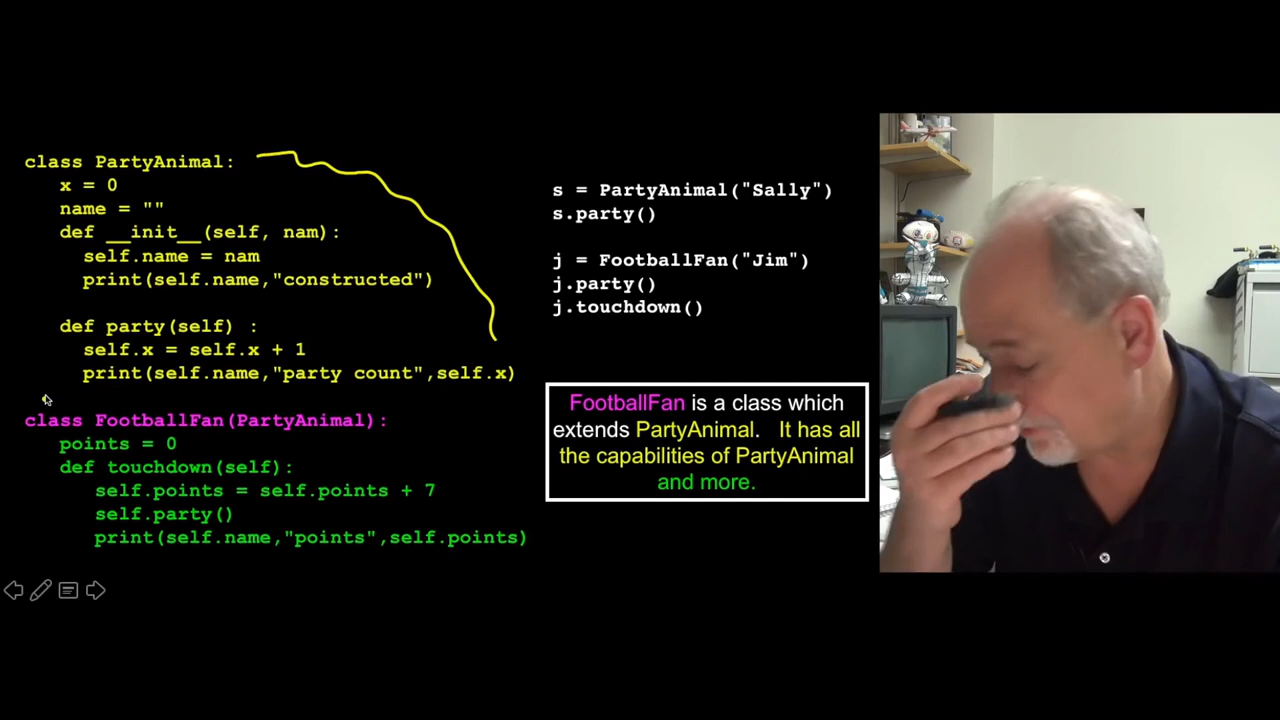 class PartyAnimal:
x = 0
name = ""
def __init__(self, nam):
self.name = nam
print(self.name,"constructed")
def party(self) :
self.x = self.x + 1
print(self.name,"party count",self.x)
class FootballFan(PartyAnimal):
points = 0
def touchdown(self):
self.points = self.points + 7
self.party()
print(self.name,"points",self.points)
s = PartyAnimal("Sally")
s.party()
j = FootballFan("Jim")
j.party()
j.touchdown()
FootballFan is a class which
extends PartyAnimal. It has all
the capabilities of PartyAnimal
and more.